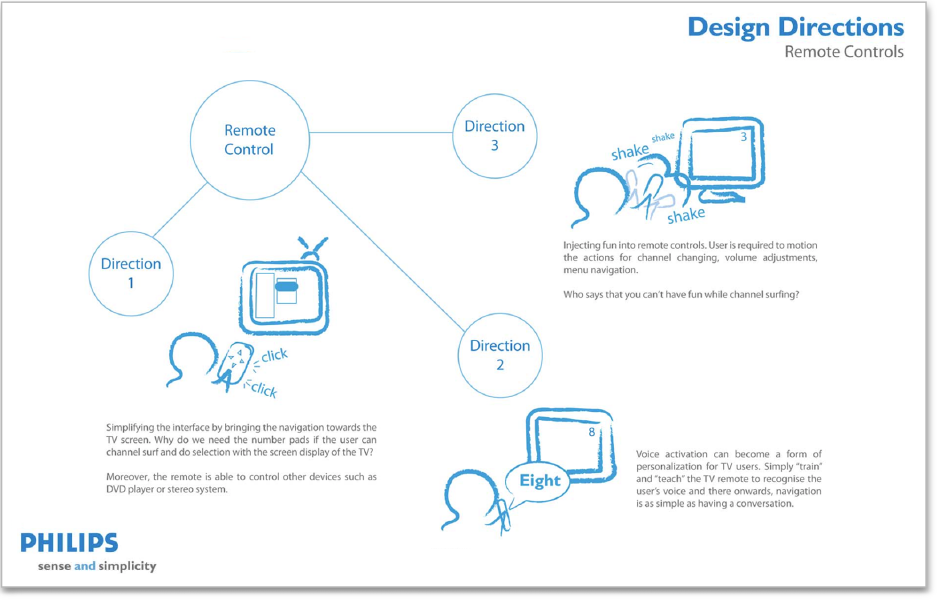 Design Directions
Remote Controls
Remote
Control
Direction
3
shake
shake
3
shake
Injecting fun into remote controls. User is required to motion
the actions for channel changing, volume adjustments,
menu navigation.
Who says that you can't have fun while channel surfing?
Direction
1
click
click
Simplifying the interface by bringing the navigation towards the
TV screen. Why do we need the number pads if the user can
channel surf and do selection with the screen display of the TV?
Moreover, the remote is able to control other devices such as
DVD player or stereo system.
Direction
2
8
Eight
Voice activation can become a form of
personalization for TV users. Simply “train”
and “teach” the TV remote to recognise the
user's voice and there onwards, navigation
is as simple as having a conversation.
PHILIPS
sense and simplicity